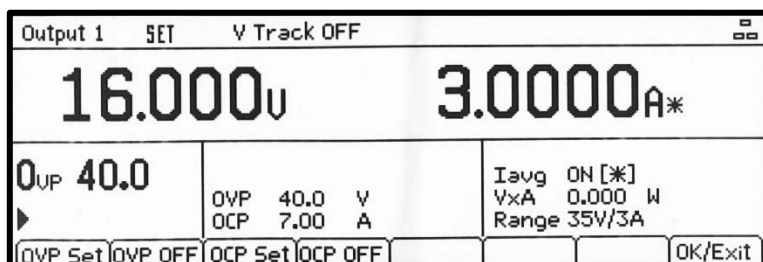 Output 1 SET V Track OFF
16.000V 3.0000A*
OVP 40.0
OVP 40.0 V
OCP 7.00 A
Iavg ON [*]
VxA 0.000 W
Range 35V/3A
OVP Set OVP OFF OCP Set OCP OFF OK/Exit